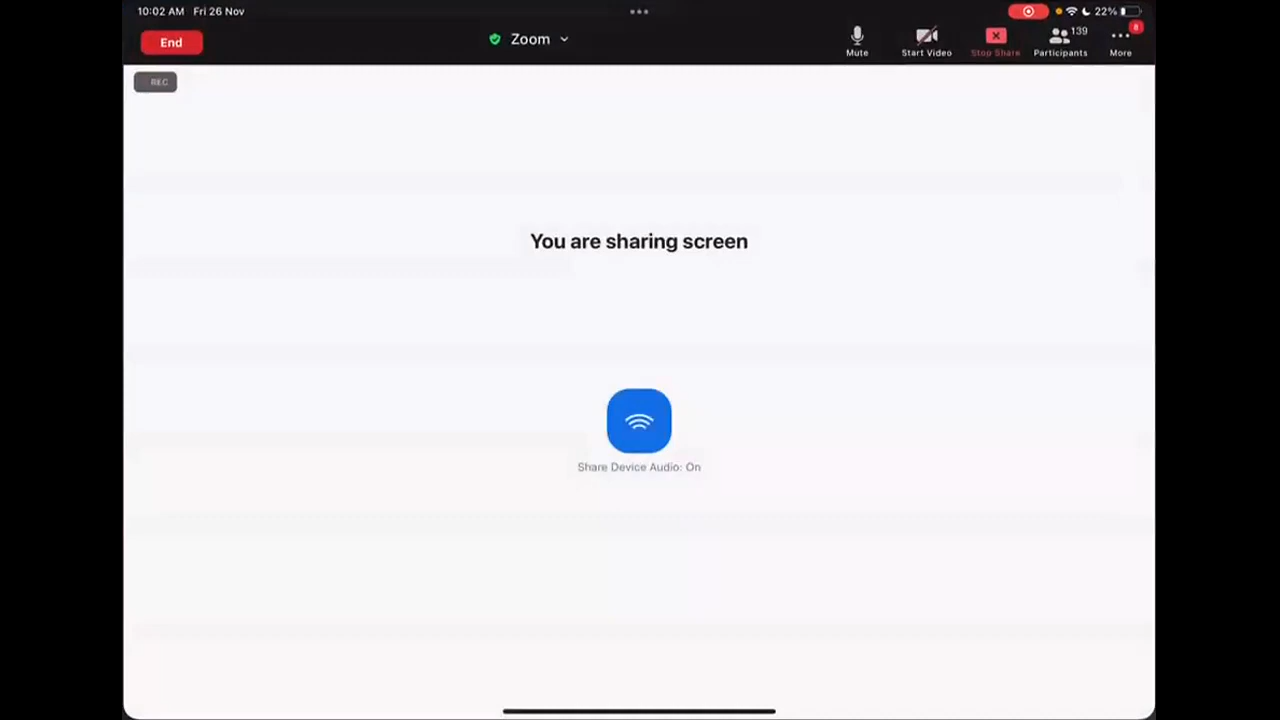 10:02 AM Fri 26 Nov
22%
End
Zoom
Mute
Start Video
Stop Share
139
Participants
8
More
REC
You are sharing screen
Share Device Audio: On